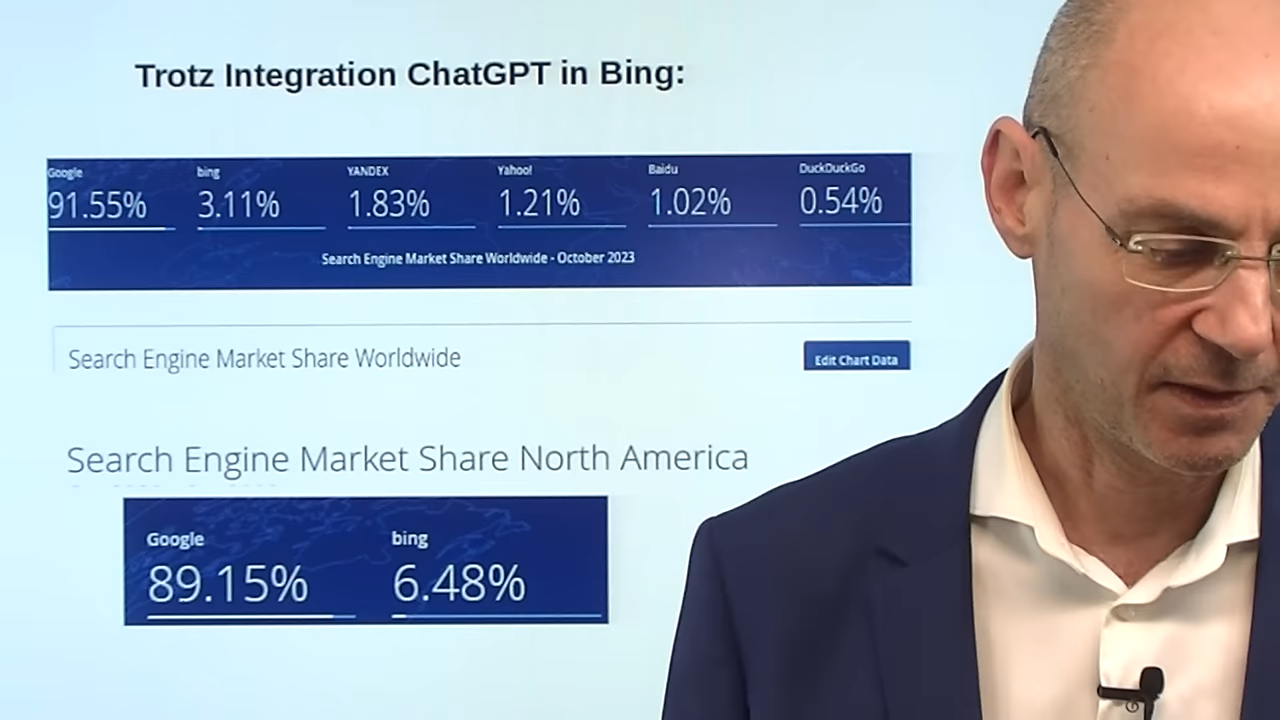 Trotz Integration ChatGPT in Bing:
Google bing YANDEX Yahoo! Baidu DuckDuckGo
91.55% 3.11% 1.83% 1.21% 1.02% 0.54%
Search Engine Market Share Worldwide - October 2023
Search Engine Market Share Worldwide
Edit Chart Data
Search Engine Market Share North America
Google bing
89.15% 6.48%